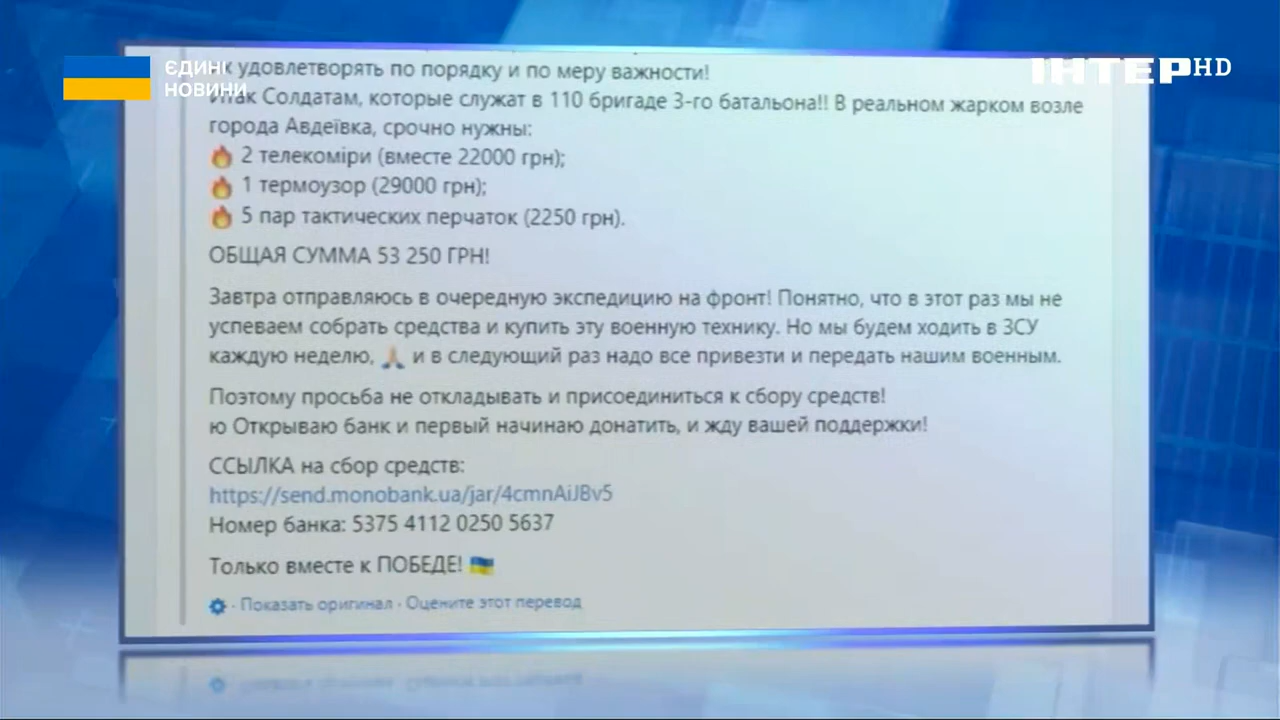 ЄДИНІ
НОВИНИ
ІНТЕР HD
удовлетворять по порядку и по меру важности!
Итак Солдатам, которые служат в 110 бригаде 3-го батальона!! В реальном жарком возле
города Авдеївка, срочно нужны:
🔥 2 телекоміри (вместе 22000 грн);
🔥 1 термоузор (29000 грн);
🔥 5 пар тактических перчаток (2250 грн).
ОБЩАЯ СУММА 53 250 ГРН!
Завтра отправляюсь в очередную экспедицию на фронт! Понятно, что в этот раз мы не
успеваем собрать средства и купить эту военную технику. Но мы будем ходить в ЗСУ
каждую неделю, 🙏🏻 и в следующий раз надо все привезти и передать нашим военным.
Поэтому просьба не откладывать и присоединиться к сбору средств!
ю Открываю банк и первый начинаю донатить, и жду вашей поддержки!
ССЫЛКА на сбор средств:
https://send.monobank.ua/jar/4cmnAiJBv5
Номер банка: 5375 4112 0250 5637
Только вместе к ПОБЕДЕ! 🇺🇦
· Показать оригинал · Оцените этот перевод